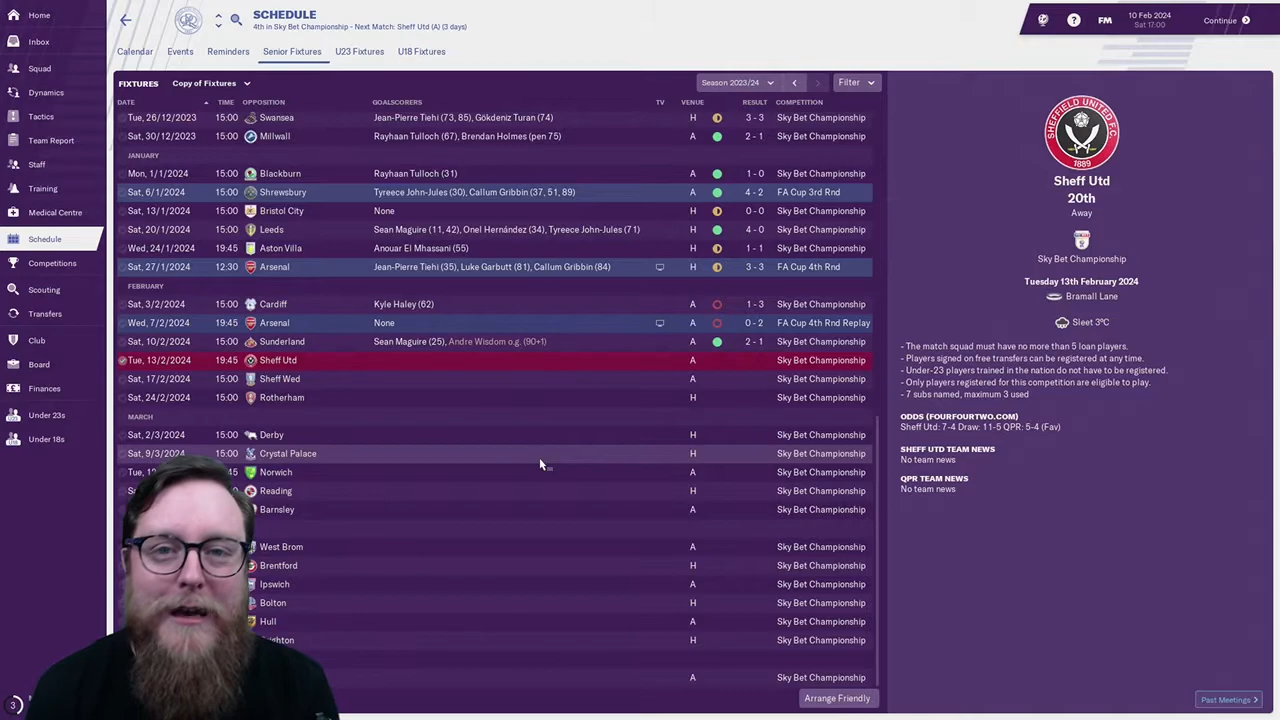 Home
Inbox
Squad
Dynamics
Tactics
Team Report
Staff
Training
Medical Centre
Schedule
Competitions
Scouting
Transfers
Club
Board
Finances
Under 23s
Under 18s
3
SCHEDULE
4th in Sky Bet Championship - Next Match: Sheff Utd (A) (3 days)
? FM 10 Feb 2024
Sat 17:00
Continue
Calendar Events Reminders Senior Fixtures U23 Fixtures U18 Fixtures
FIXTURES Copy of Fixtures Season 2023/24 Filter
DATE TIME OPPOSITION GOALSCORERS TV VENUE RESULT COMPETITION
Tue, 26/12/2023 15:00 Swansea Jean-Pierre Tiehi (73, 85), Gökdeniz Turan (74) H 3 - 3 Sky Bet Championship
Sat, 30/12/2023 15:00 Millwall Rayhaan Tulloch (67), Brendan Holmes (pen 75) A 2 - 1 Sky Bet Championship
JANUARY
Mon, 1/1/2024 15:00 Blackburn Rayhaan Tulloch (31) A 1 - 0 Sky Bet Championship
Sat, 6/1/2024 15:00 Shrewsbury Tyreece John-Jules (30), Callum Gribbin (37, 51, 89) A 4 - 2 FA Cup 3rd Rnd
Sat, 13/1/2024 15:00 Bristol City None H 0 - 0 Sky Bet Championship
Sat, 20/1/2024 15:00 Leeds Sean Maguire (11, 42), Onel Hernández (34), Tyreece John-Jules (71) H 4 - 0 Sky Bet Championship
Wed, 24/1/2024 19:45 Aston Villa Anouar El Mhassani (55) H 1 - 1 Sky Bet Championship
Sat, 27/1/2024 12:30 Arsenal Jean-Pierre Tiehi (35), Luke Garbutt (81), Callum Gribbin (84) H 3 - 3 FA Cup 4th Rnd
FEBRUARY
Sat, 3/2/2024 15:00 Cardiff Kyle Haley (62) A 1 - 3 Sky Bet Championship
Wed, 7/2/2024 19:45 Arsenal None A 0 - 2 FA Cup 4th Rnd Replay
Sat, 10/2/2024 15:00 Sunderland Sean Maguire (25), Andre Wisdom o.g. (90+1) A 2 - 1 Sky Bet Championship
Tue, 13/2/2024 19:45 Sheff Utd A Sky Bet Championship
Sat, 17/2/2024 15:00 Sheff Wed A Sky Bet Championship
Sat, 24/2/2024 15:00 Rotherham H Sky Bet Championship
MARCH
Sat, 2/3/2024 15:00 Derby H Sky Bet Championship
Sat, 9/3/2024 15:00 Crystal Palace H Sky Bet Championship
Norwich A Sky Bet Championship
Reading H Sky Bet Championship
Barnsley A Sky Bet Championship
West Brom A Sky Bet Championship
Brentford H Sky Bet Championship
Ipswich A Sky Bet Championship
Bolton H Sky Bet Championship
Hull A Sky Bet Championship
H Sky Bet Championship
A Sky Bet Championship
Arrange Friendly
SHEFFIELD UNITED F.C.
1889
Sheff Utd
20th
Away
Sky Bet Championship
Tuesday 13th February 2024
Bramall Lane
Sleet 3°C
- The match squad must have no more than 5 loan players.
- Players signed on free transfers can be registered at any time.
- Under-23 players trained in the nation do not have to be registered.
- Only players registered for this competition are eligible to play.
- 7 subs named, maximum 3 used
ODDS (FOURFOURTWO.COM)
Sheff Utd: 7-4 Draw: 11-5 QPR: 5-4 (Fav)
SHEFF UTD TEAM NEWS
No team news
QPR TEAM NEWS
No team news
Past Meetings